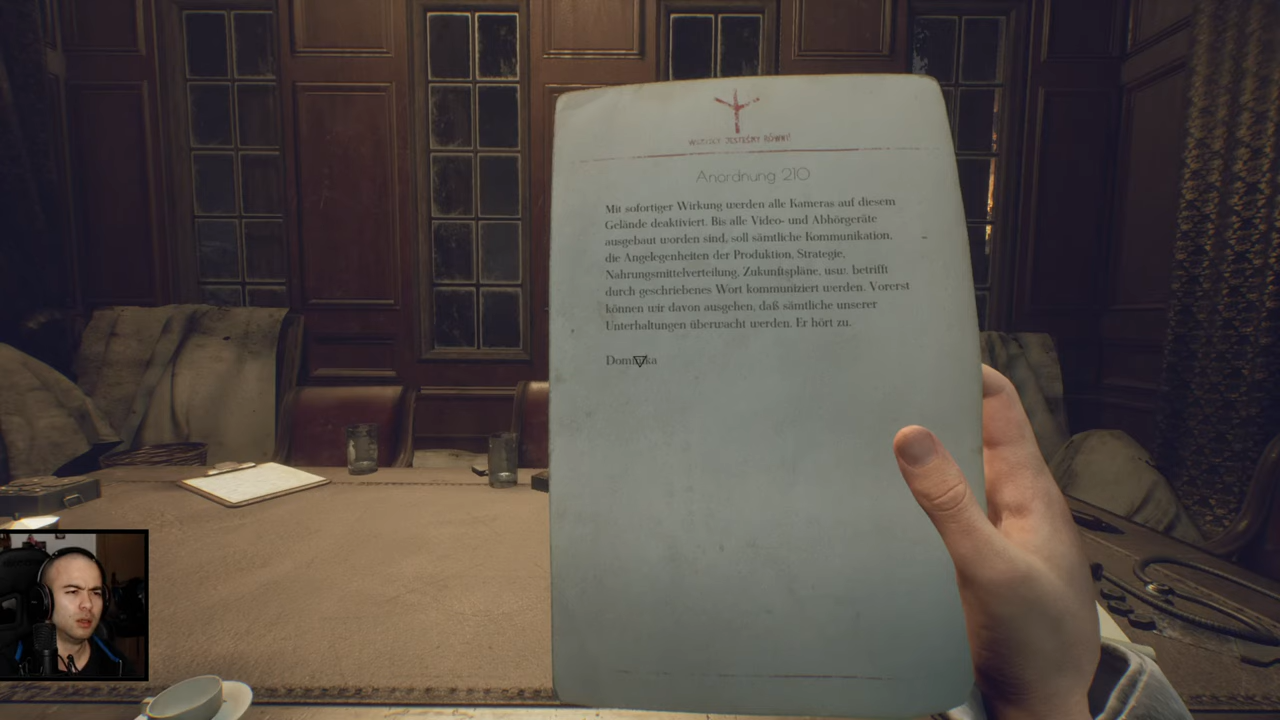 WSZYSCY JESTEŚMY RÓWNI!
Anordnung 210
Mit sofortiger Wirkung werden alle Kameras auf diesem
Gelände deaktiviert. Bis alle Video- und Abhörgeräte
ausgebaut worden sind, soll sämtliche Kommunikation,
die Angelegenheiten der Produktion, Strategie,
Nahrungsmittelverteilung, Zukunftspläne, usw. betrifft
durch geschriebenes Wort kommuniziert werden. Vorerst
können wir davon ausgehen, daß sämtliche unserer
Unterhaltungen überwacht werden. Er hört zu.
Dominika